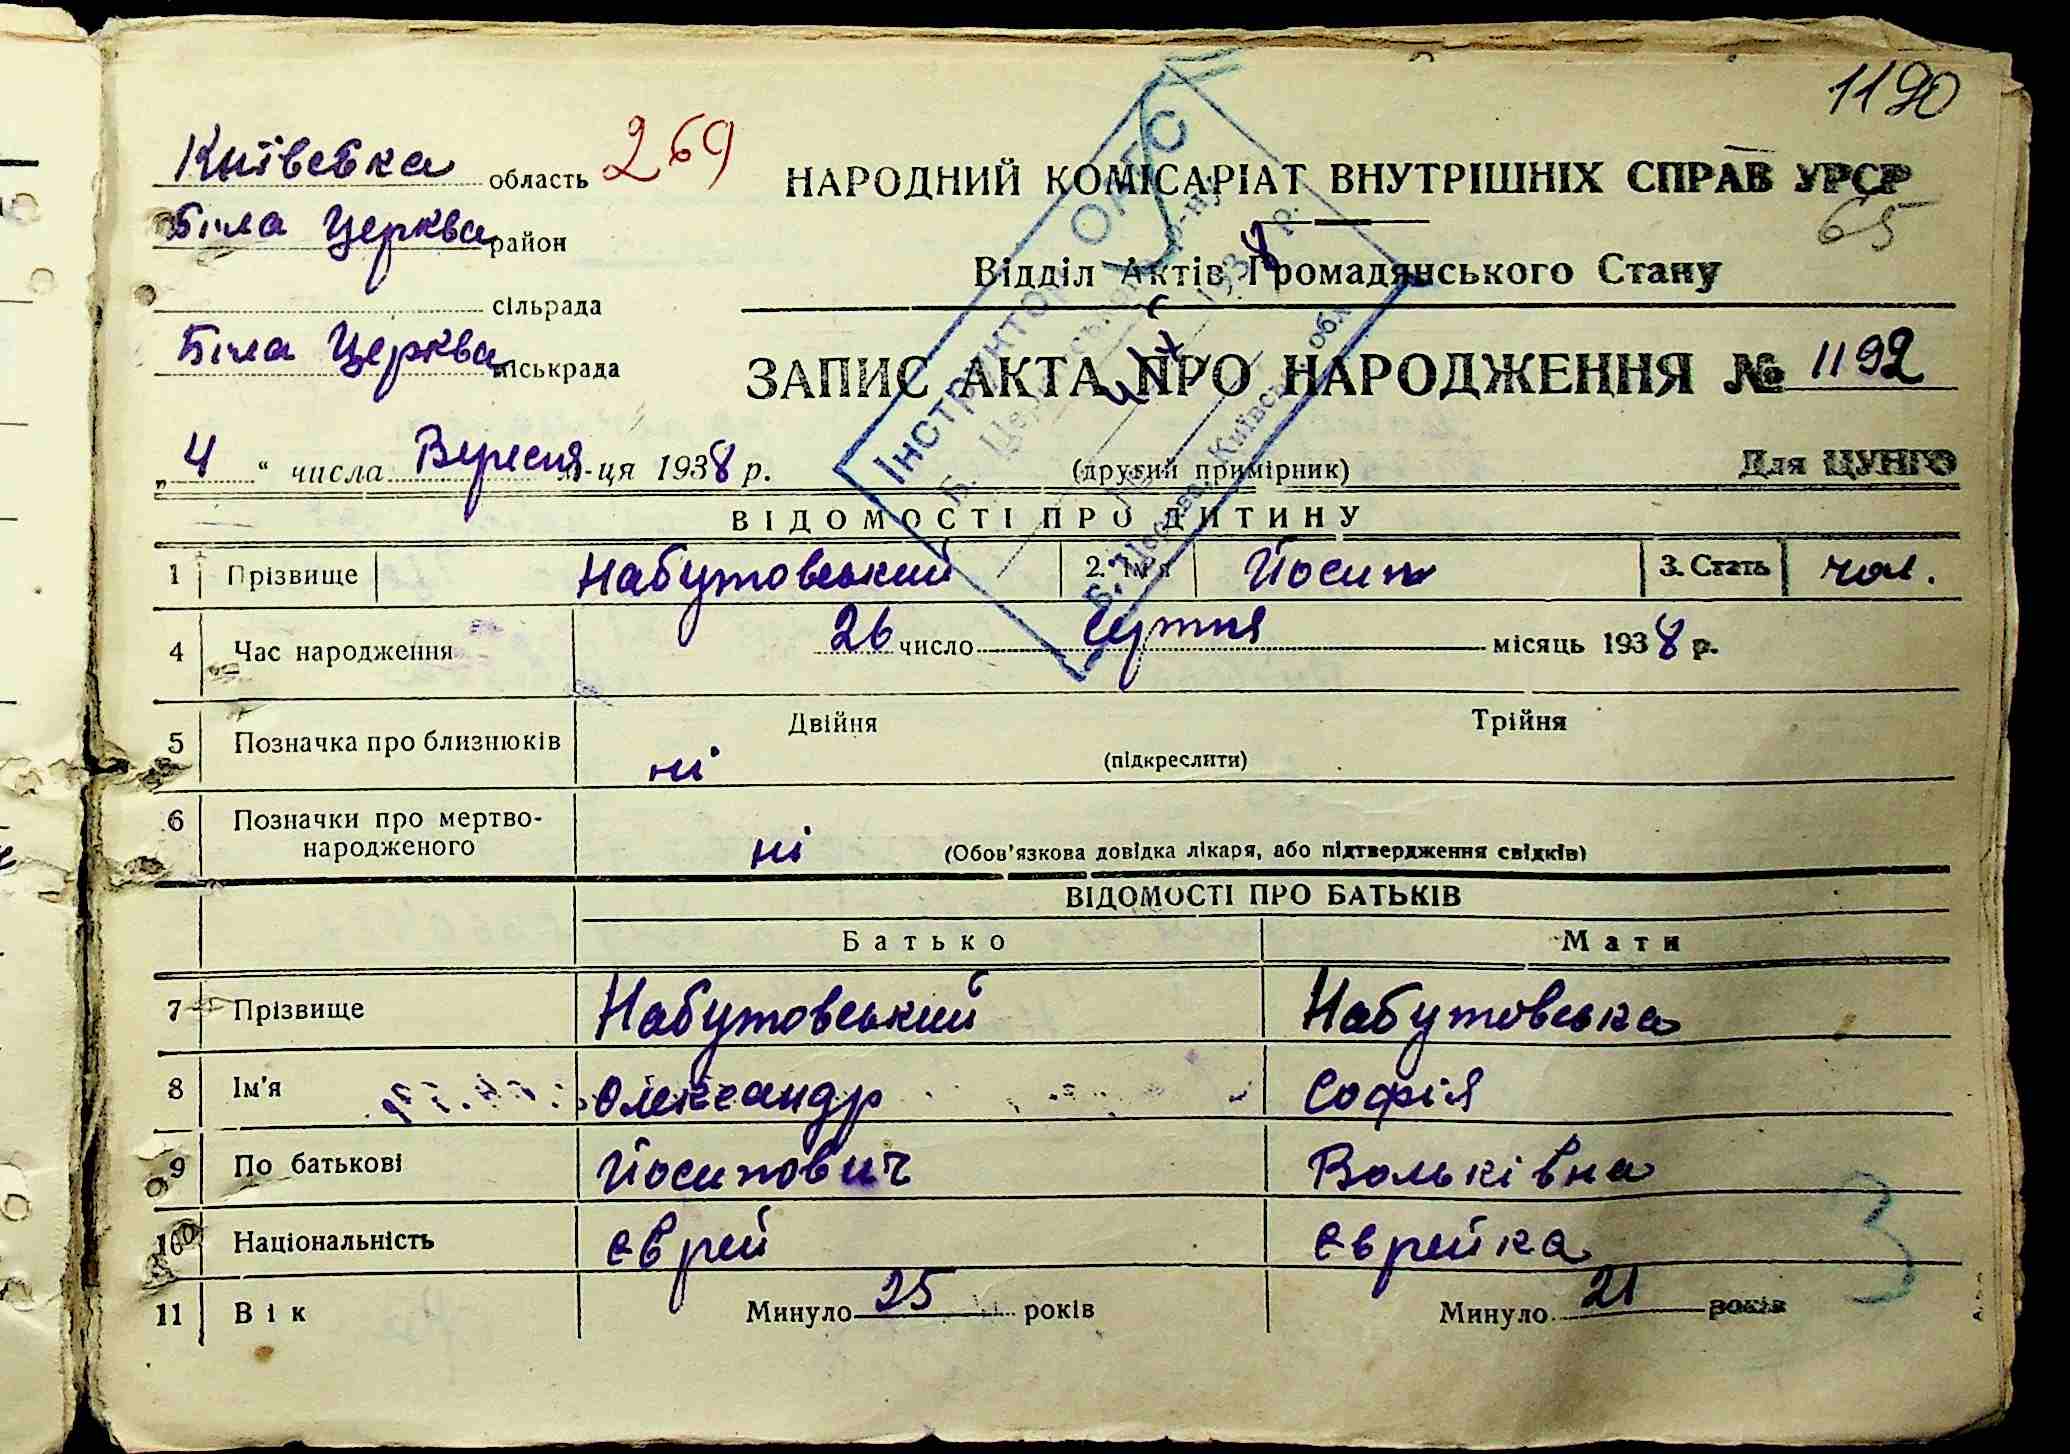 1190
Київська область 269
НАРОДНИЙ КОМІСАРІАТ ВНУТРІШНІХ СПРАВ УРСР
65
Біла Церква район
Відділ Актів Громадянського Стану
сільрада
Біла Церква міськрада
ЗАПИС АКТА ПРО НАРОДЖЕННЯ № 1192
„4“ числа Вересня м-ця 1938 р.
(другий примірник)
Для ЦУНГО
Інструктор ОАГС
1938 р.
ВІДОМОСТІ ПРО ДИТИНУ
1 Прізвище Набутовський 2. Ім'я Йосип 3. Стать чол.
4 Час народження 26 число Серпня місяць 1938 р.
5 Позначка про близнюків ні Двійня Трійня
(підкреслити)
6 Позначки про мертво-
народженого ні (Обов'язкова довідка лікаря, або підтвердження свідків)
ВІДОМОСТІ ПРО БАТЬКІВ
Батько Мати
7 Прізвище Набутовський Набутовська
8 Ім'я Олександр Софія
9 По батькові Йосипович Вольківна
10 Національність єврей єврейка
3
11 Вік Минуло 25 років Минуло 21 років